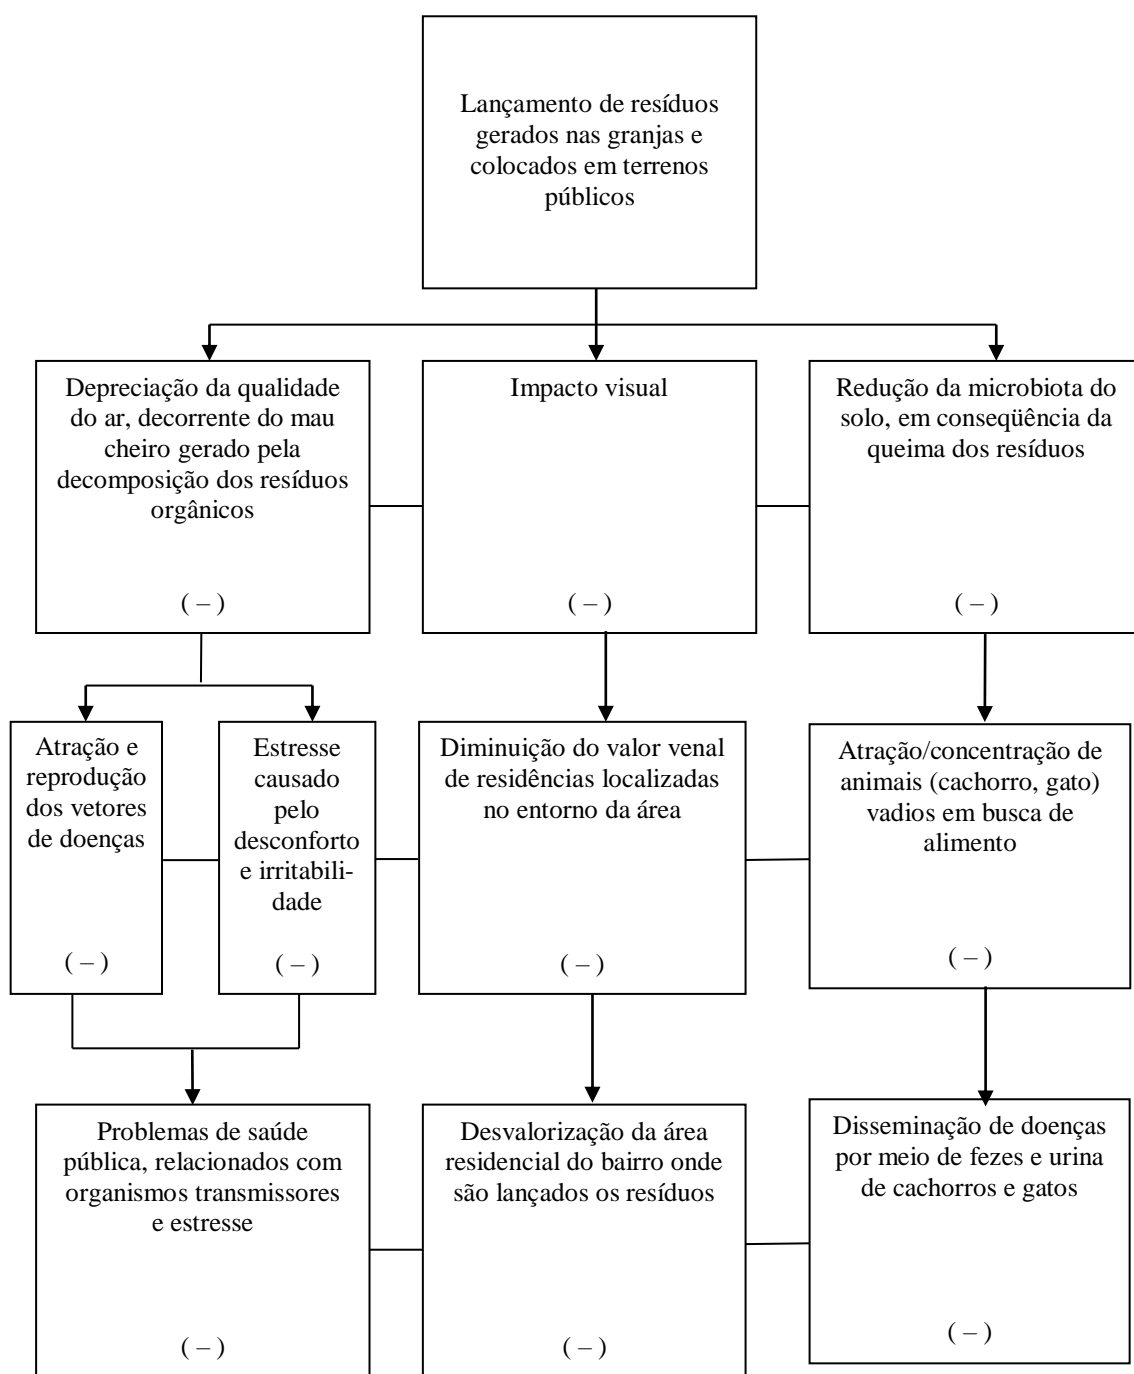 Lançamento de resíduos
gerados nas granjas e
colocados em terrenos
públicos
Depreciação da qualidade
do ar, decorrente do mau
cheiro gerado pela
decomposição dos resíduos
orgânicos
( – )
Impacto visual
( – )
Redução da microbiota do
solo, em conseqüência da
queima dos resíduos
( – )
Atração e
reprodução
dos vetores
de doenças
( – )
Estresse
causado
pelo
desconforto
e irritabili-
dade
( – )
Diminuição do valor venal
de residências localizadas
no entorno da área
( – )
Atração/concentração de
animais (cachorro, gato)
vadios em busca de
alimento
( – )
Problemas de saúde
pública, relacionados com
organismos transmissores
e estresse
( – )
Desvalorização da área
residencial do bairro onde
são lançados os resíduos
( – )
Disseminação de doenças
por meio de fezes e urina
de cachorros e gatos
( – )